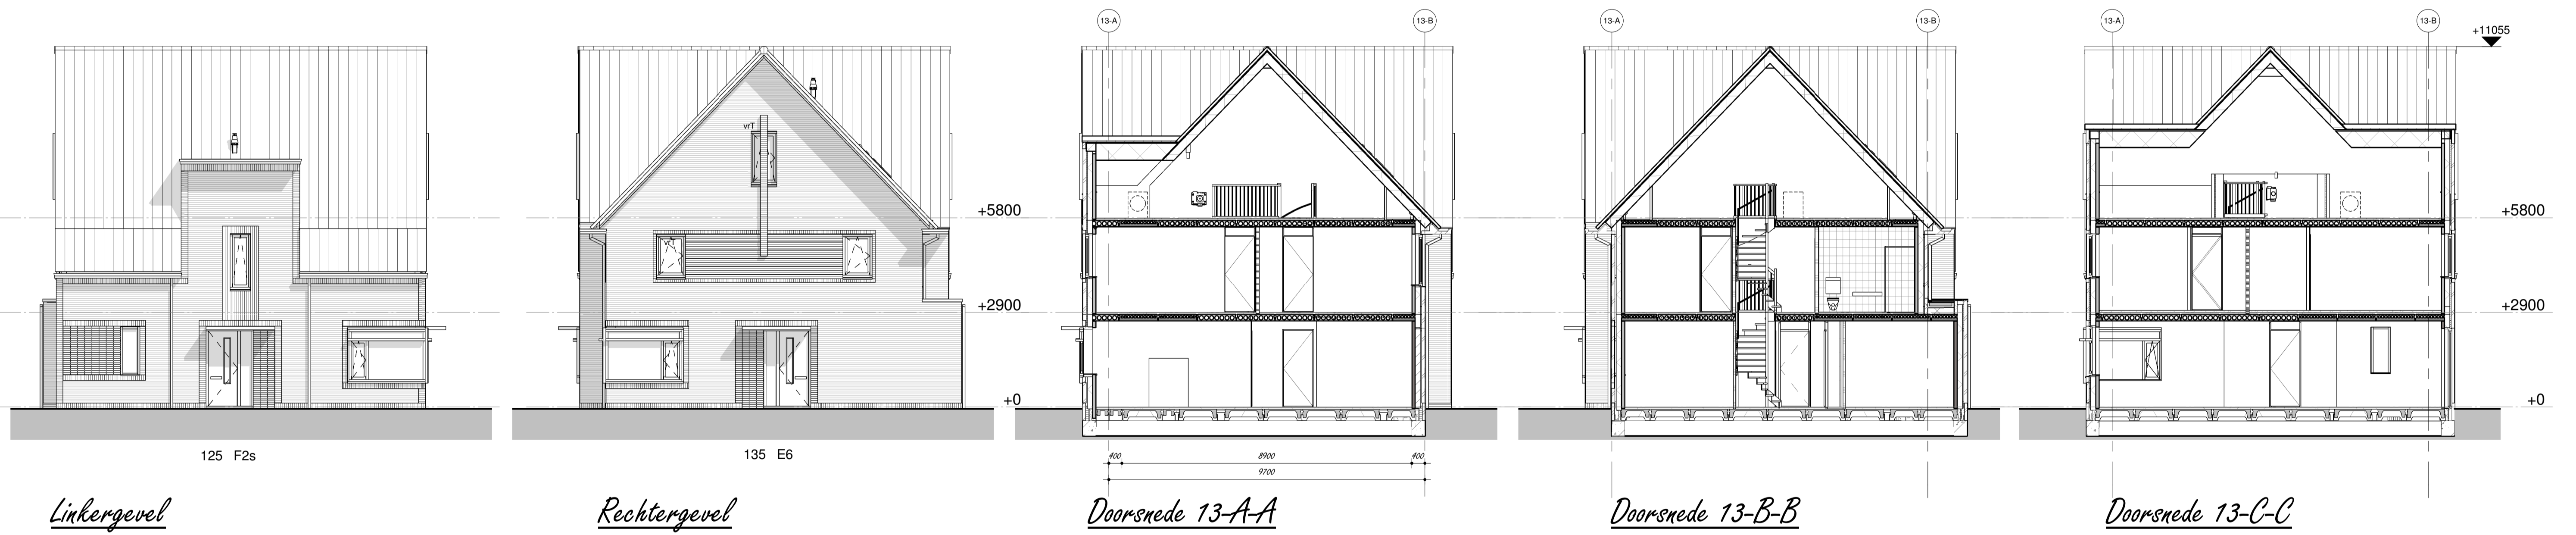 13-A
13-B
13-A
13-B
13-A
13-B
+11055
vrT
vrT
+5800
+5800
+2900
+2900
+0
+0
125 F2s
135 E6
400
8900
400
9700
Linkergevel
Rechtergevel
Doorsnede 13-A-A
Doorsnede 13-B-B
Doorsnede 13-C-C